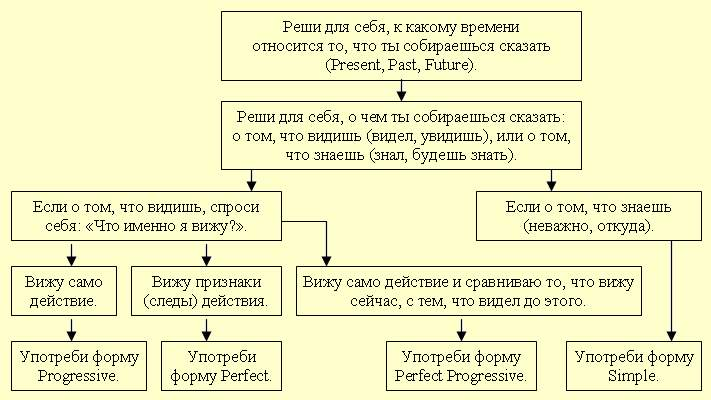 Реши для себя, к какому времени
относится то, что ты собираешься сказать
(Present, Past, Future).
Реши для себя, о чем ты собираешься сказать:
о том, что видишь (видел, увидишь), или о том,
что знаешь (знал, будешь знать).
Если о том, что видишь, спроси
себя: «Что именно я вижу?».
Если о том, что знаешь
(неважно, откуда).
Вижу само
действие.
Вижу признаки
(следы) действия.
Вижу само действие и сравниваю то, что вижу
сейчас, с тем, что видел до этого.
Употреби форму
Progressive.
Употреби
форму Perfect.
Употреби форму
Perfect Progressive.
Употреби форму
Simple.